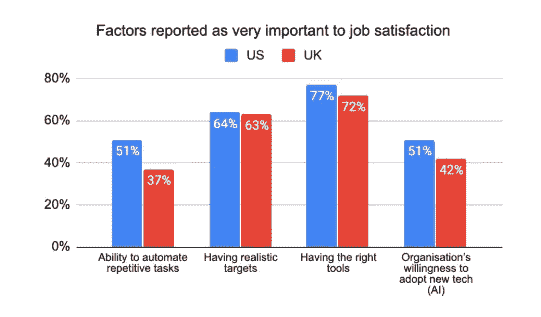 Factors reported as very important to job satisfaction
US UK
80%
60%
40%
20%
0%
51% 37% 64% 63% 77% 72% 51% 42%
Ability to automate
repetitive tasks
Having realistic
targets
Having the right
tools
Organisation's
willingness to
adopt new tech
(AI)